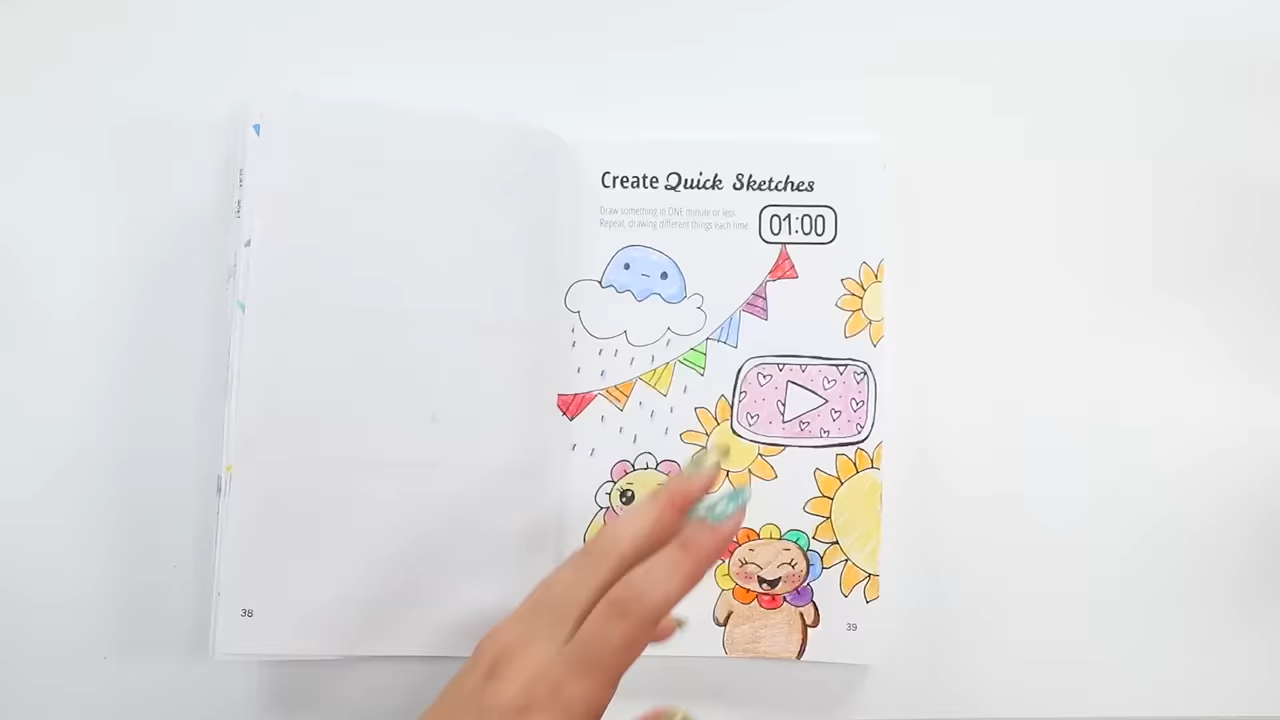 Create Quick Sketches
Draw something in ONE minute or less.
Repeat, drawing different things each time.
01:00
38
39